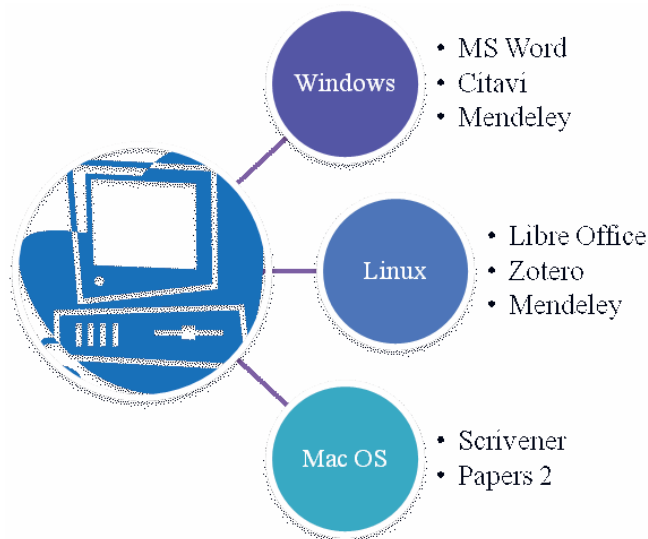 Windows
• MS Word
• Citavi
• Mendeley
Linux
• Libre Office
• Zotero
• Mendeley
Mac OS
• Scrivener
• Papers 2